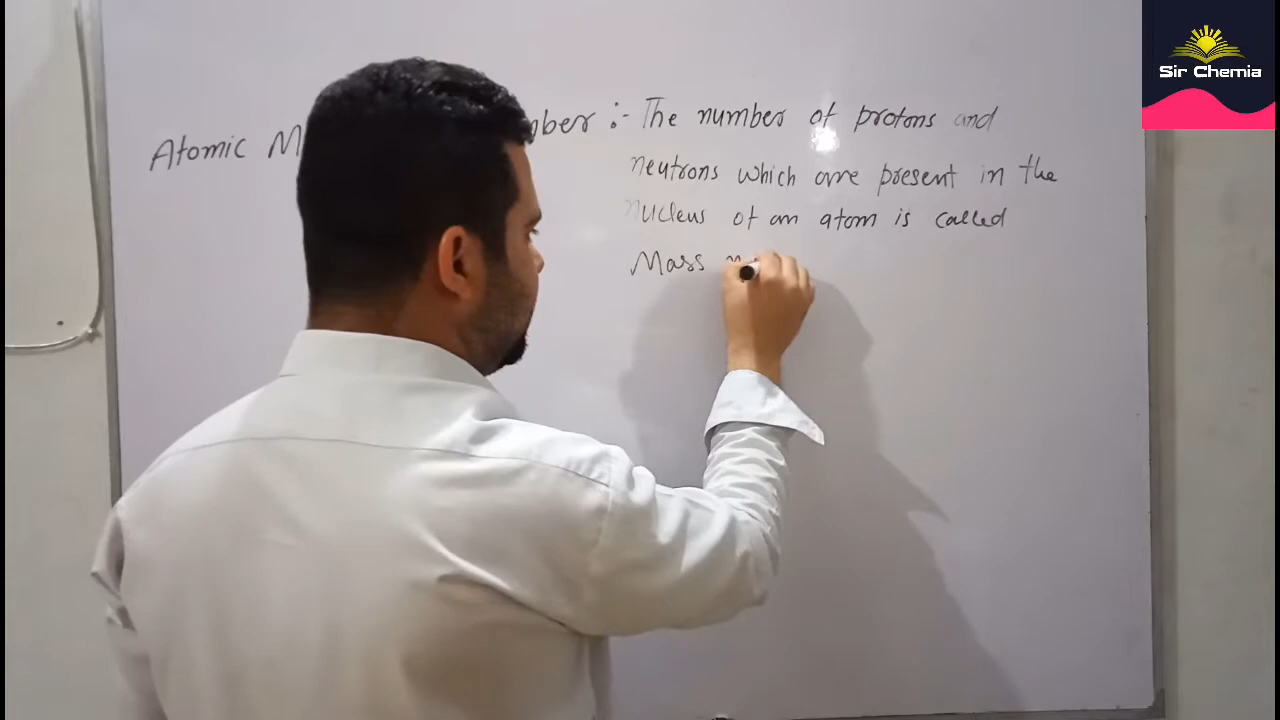 Sir Chemia
Atomic M mber :- The number of protons and
neutrons which are present in the
nucleus of an atom is called
Mass